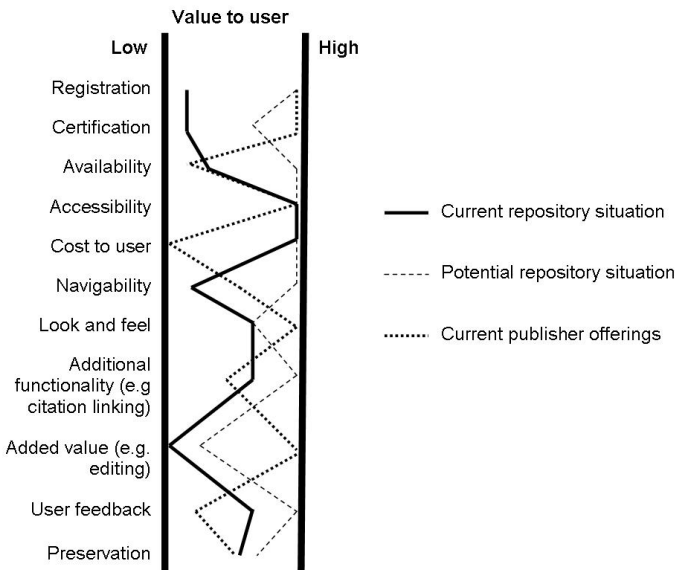 Value to user
Low
High
Registration
Certification
Availability
Accessibility
Cost to user
Navigability
Look and feel
Additional
functionality (e.g
citation linking)
Added value (e.g.
editing)
User feedback
Preservation
Current repository situation
Potential repository situation
Current publisher offerings